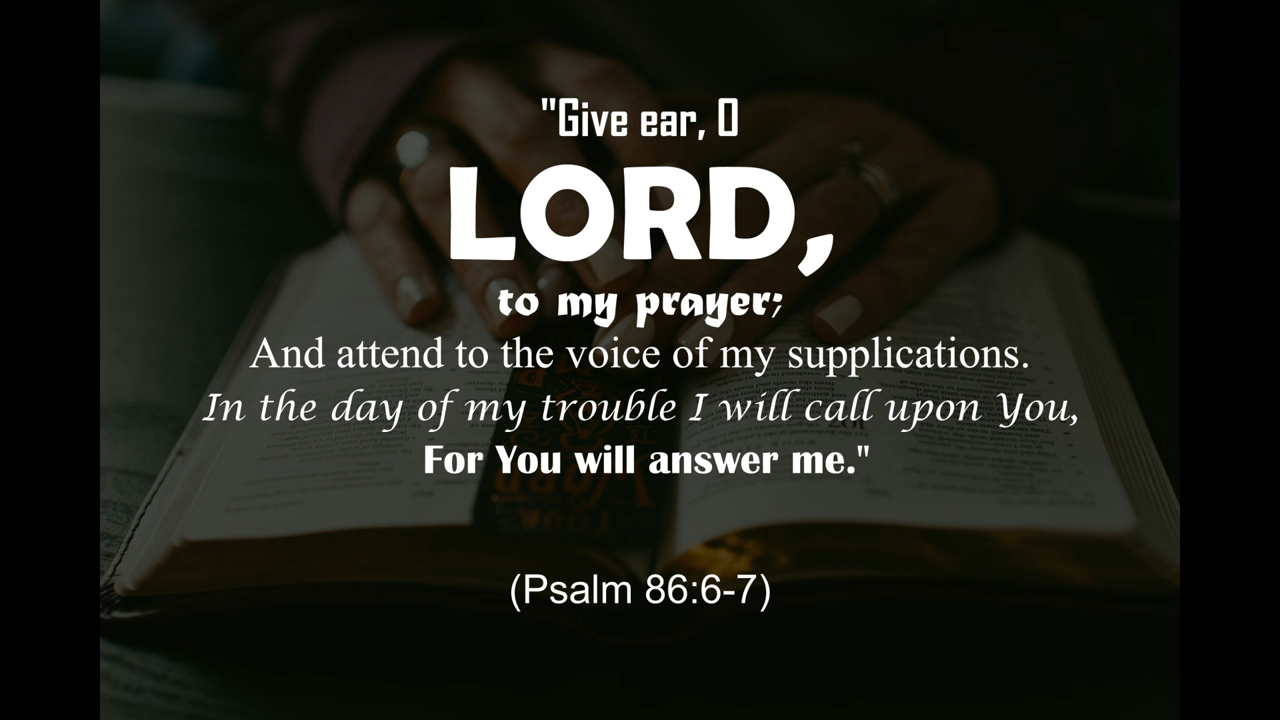 "Give ear, O
LORD,
to my prayer;
And attend to the voice of my supplications.
In the day of my trouble I will call upon You,
For You will answer me."
(Psalm 86:6-7)